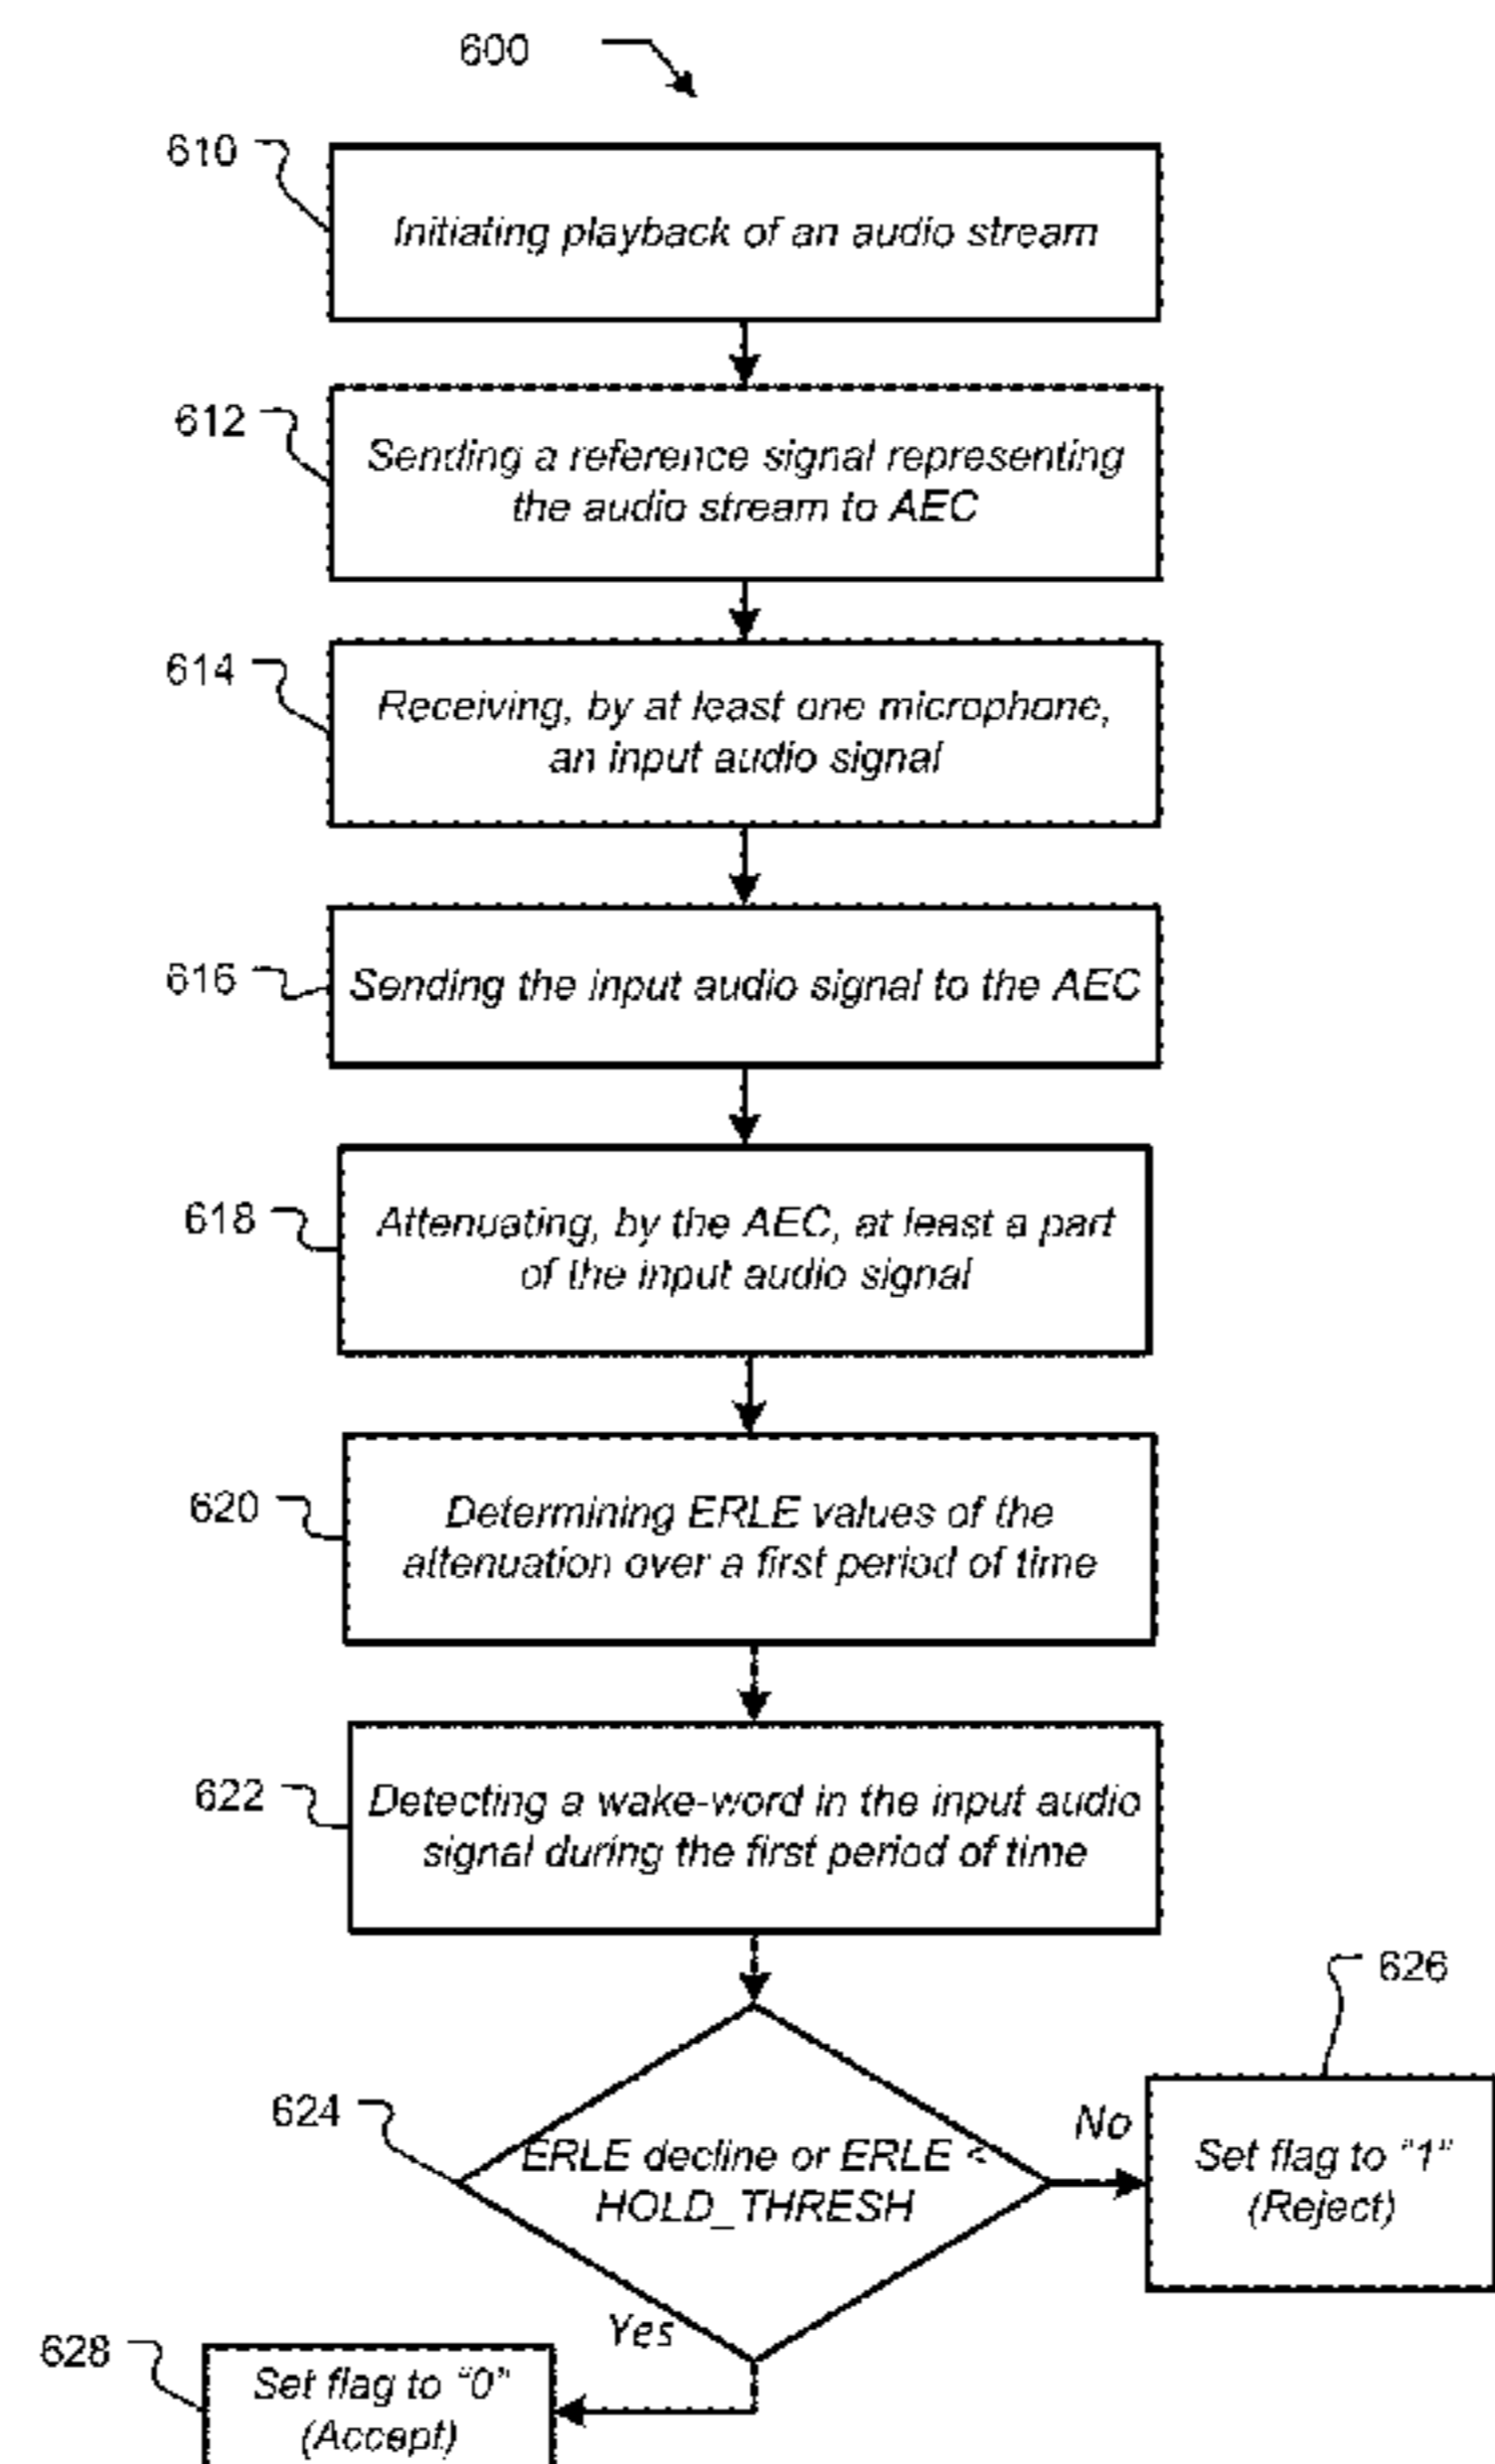 600
610
Initiating playback of an audio stream
612
Sending a reference signal representing
the audio stream to AEC
614
Receiving, by at least one microphone,
an input audio signal
616
Sending the input audio signal to the AEC
618
Attenuating, by the AEC, at least a part
of the input audio signal
620
Determining ERLE values of the
attenuation over a first period of time
622
Detecting a wake-word in the input audio
signal during the first period of time
624
ERLE decline or ERLE <
HOLD_THRESH
No
626
Set flag to "1"
(Reject)
Yes
628
Set flag to "0"
(Accept)